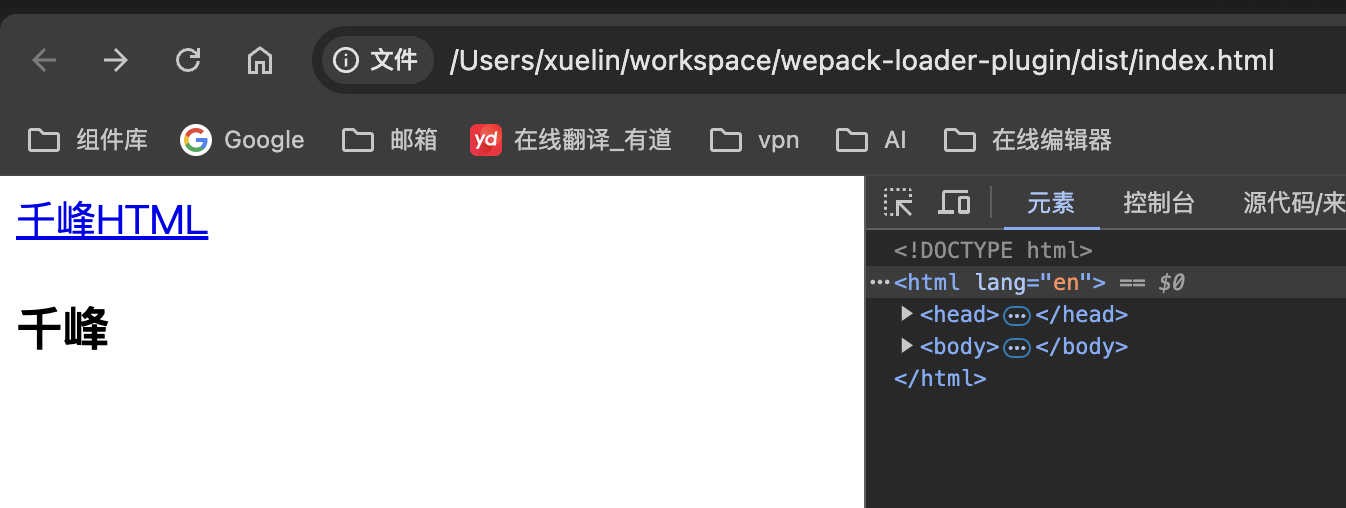 文件 /Users/xuelin/workspace/wepack-loader-plugin/dist/index.html
组件库 Google 邮箱 yd 在线翻译_有道 vpn AI 在线编辑器
千峰HTML
千峰
元素 控制台 源代码/来
<!DOCTYPE html>
<html lang="en"> == $0
<head></head>
<body></body>
</html>